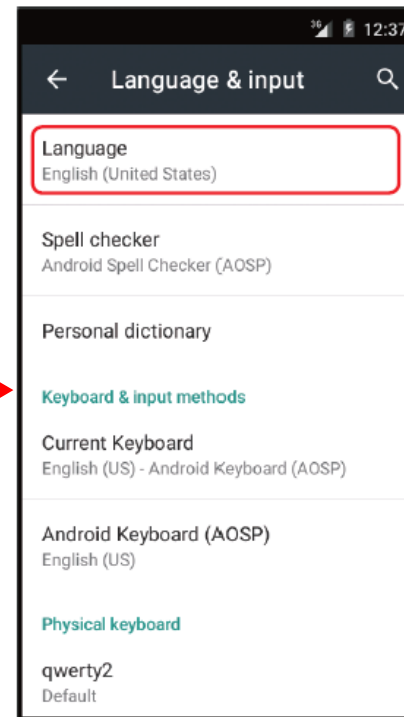 3G 12:37
Language & input
Language
English (United States)
Spell checker
Android Spell Checker (AOSP)
Personal dictionary
Keyboard & input methods
Current Keyboard
English (US) - Android Keyboard (AOSP)
Android Keyboard (AOSP)
English (US)
Physical keyboard
qwerty2
Default